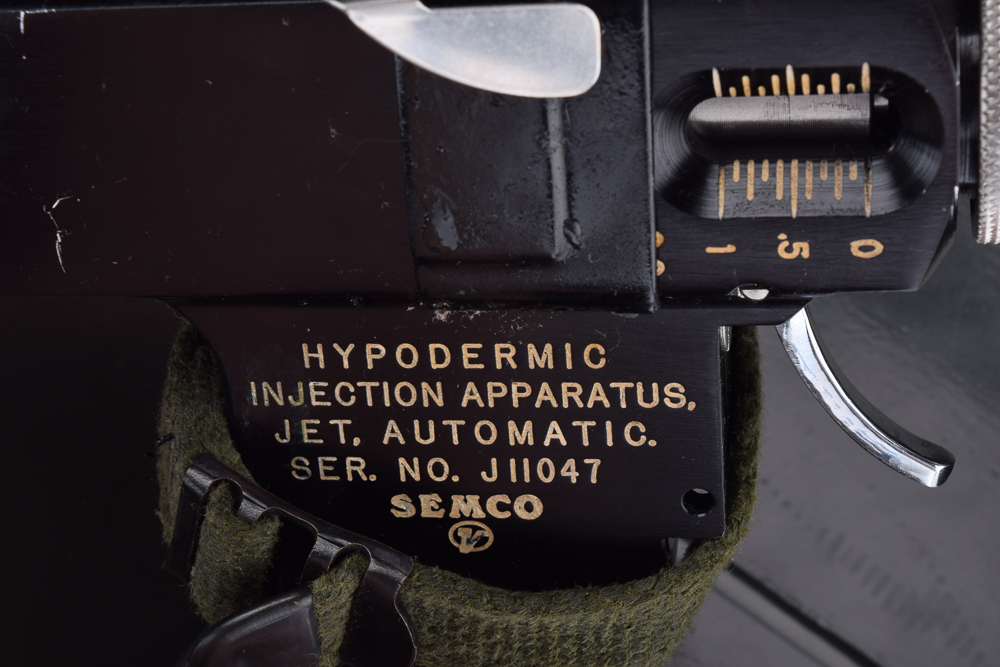 1 .5 0
HYPODERMIC
INJECTION APPARATUS,
JET, AUTOMATIC.
SER. NO. J11047
SEMCO
V